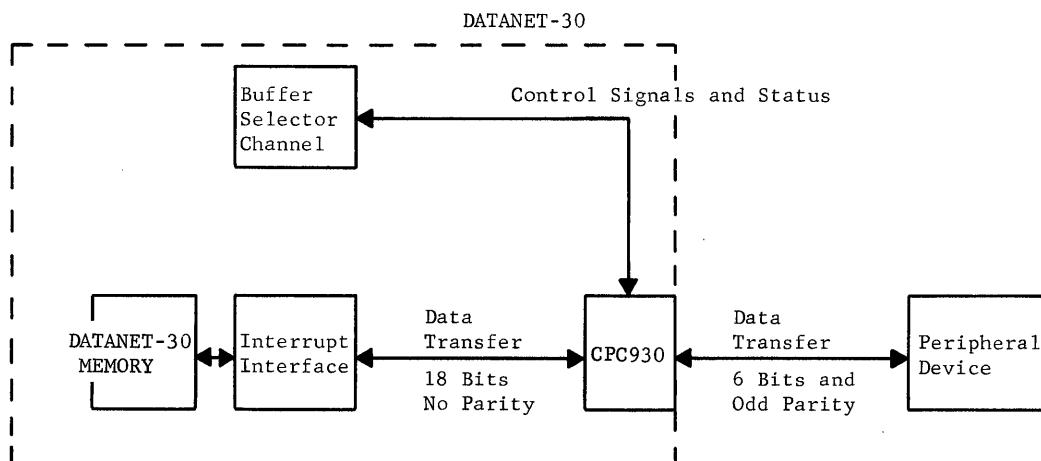 DATANET-30
Buffer
Selector
Channel
Control Signals and Status
DATANET-30
MEMORY
Interrupt
Interface
Data
Transfer
18 Bits
No Parity
CPC930
Data
Transfer
6 Bits and
Odd Parity
Peripheral
Device